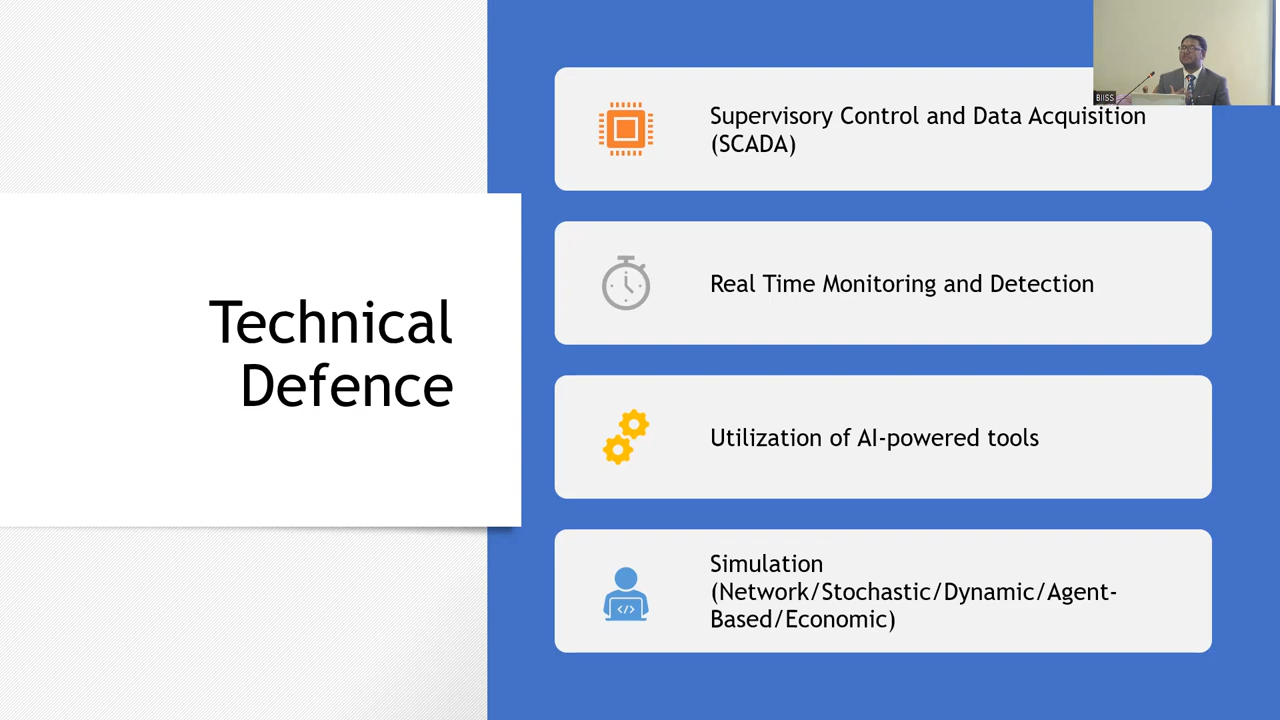 Technical
Defence
BIISS
Supervisory Control and Data Acquisition
(SCADA)
Real Time Monitoring and Detection
Utilization of AI-powered tools
Simulation
(Network/Stochastic/Dynamic/Agent-
Based/Economic)